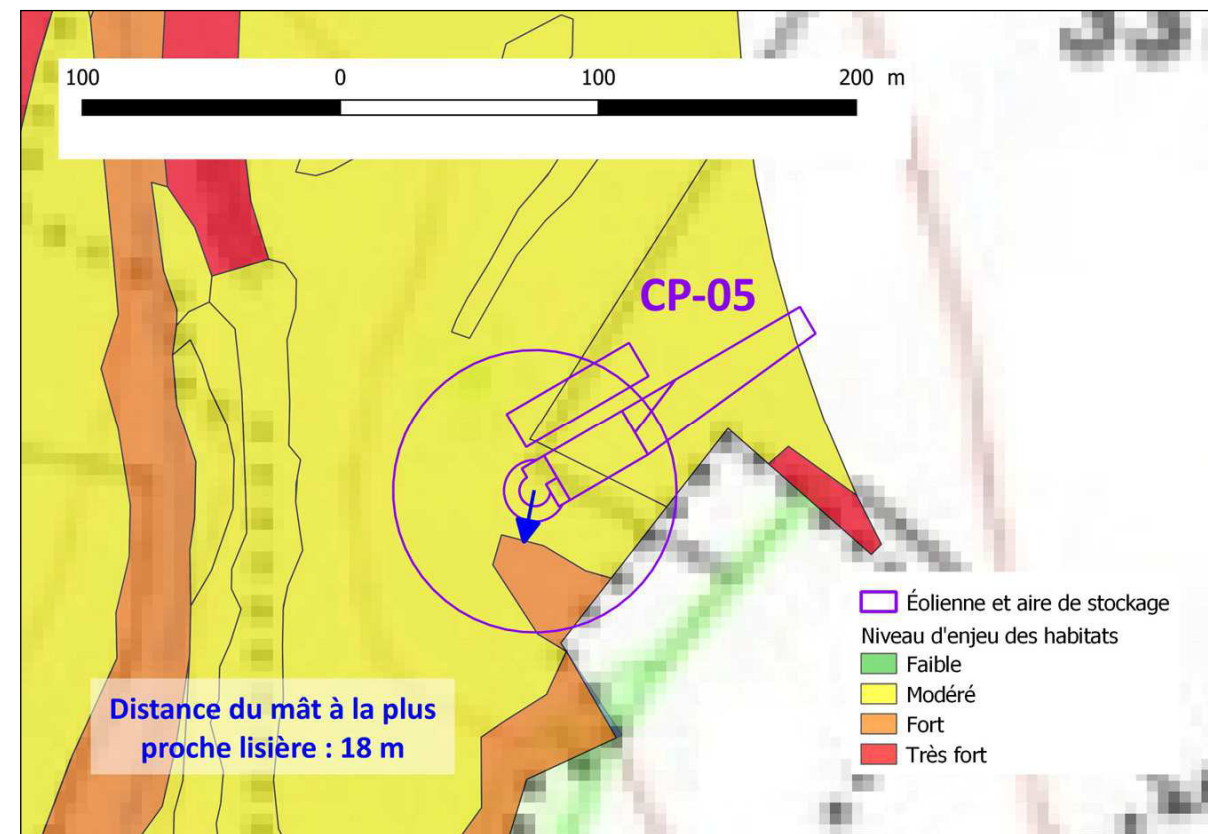 33
100 0 100 200 m
CP-05
Éolienne et aire de stockage
Niveau d'enjeu des habitats
Faible
Modéré
Fort
Très fort
Distance du mât à la plus
proche lisière : 18 m